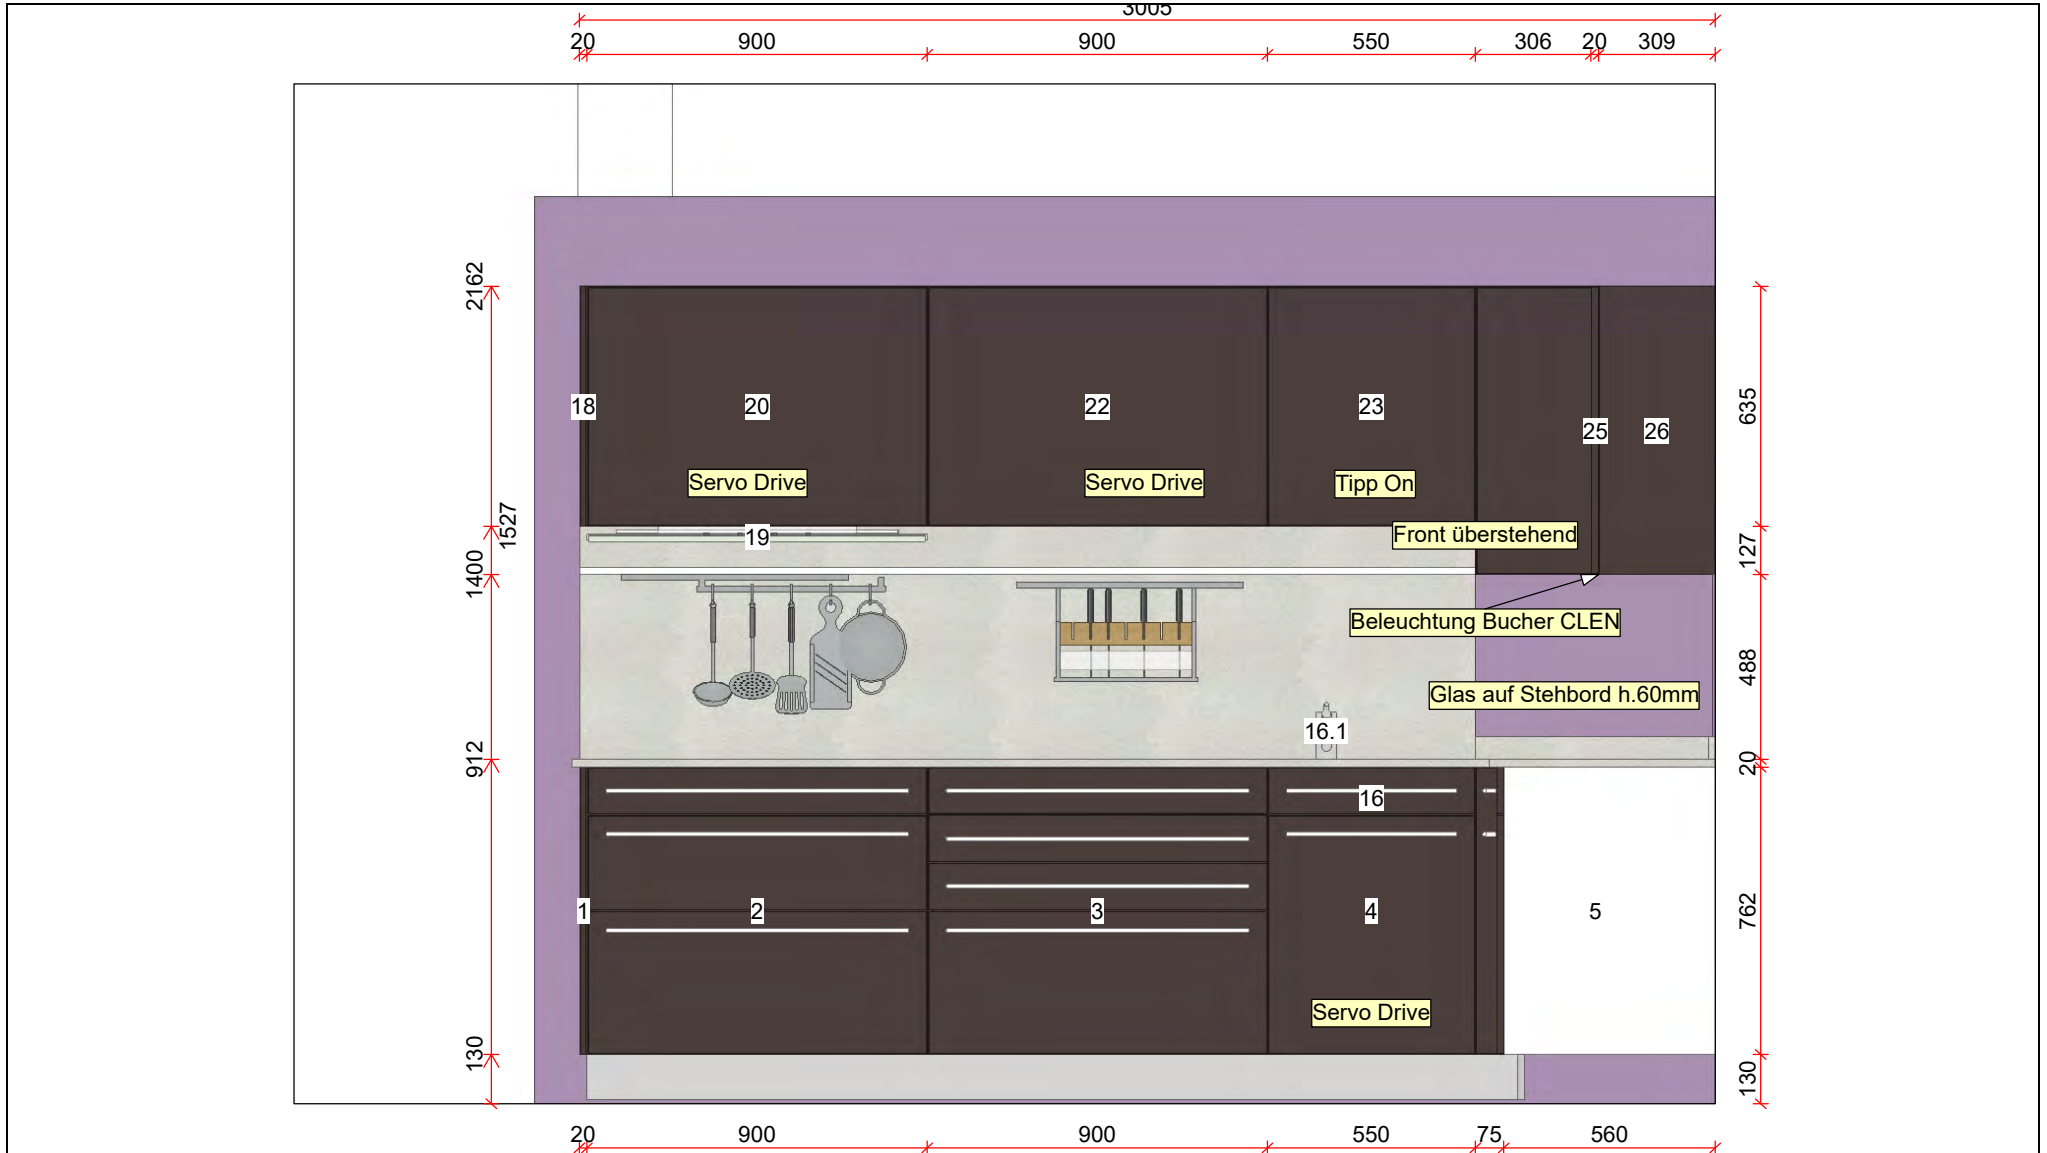 3005
20 900 900 550 306 20 309
2162
635
18 20 22 23 25 26
Servo Drive Servo Drive Tipp On
1527
19 Front überstehend
127
1400
Beleuchtung Bucher CLEN
488
Glas auf Stehbord h.60mm
16.1
912
20
16
1 2 3 4 5
762
Servo Drive
130
130
20 900 900 550 75 560